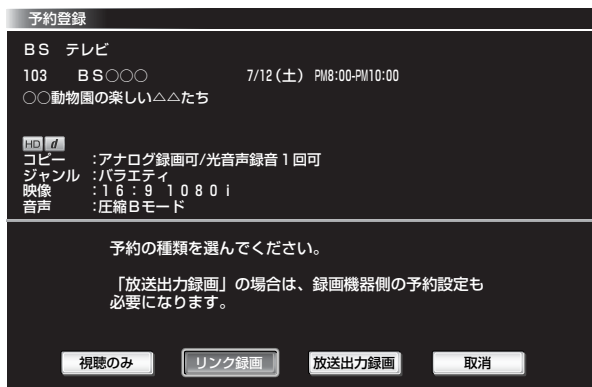 予約登録
BS テレビ
103 BS○○○ 7/12(土) PM8:00-PM10:00
○○動物園の楽しい△△たち
HD d
コピー :アナログ録画可/光音声録音1回可
ジャンル :バラエティ
映像 :16:9 1080i
音声 :圧縮Bモード
予約の種類を選んでください。
「放送出力録画」の場合は、録画機器側の予約設定も
必要になります。
視聴のみ リンク録画 放送出力録画 取消